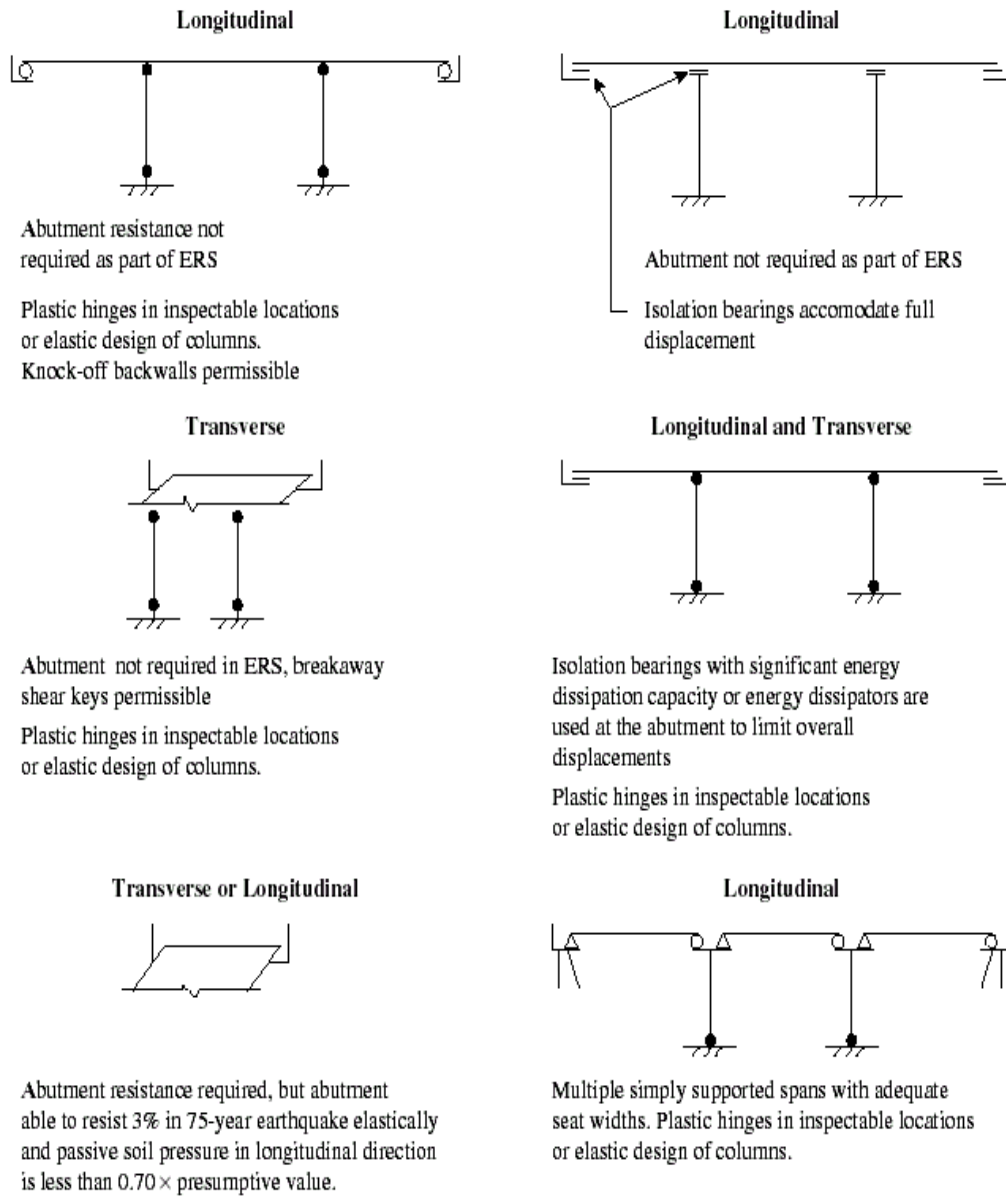 Longitudinal
Abutment resistance not
required as part of ERS
Plastic hinges in inspectable locations
or elastic design of columns.
Knock-off backwalls permissible
Longitudinal
Abutment not required as part of ERS
Isolation bearings accomodate full
displacement
Transverse
Abutment not required in ERS, breakaway
shear keys permissible
Plastic hinges in inspectable locations
or elastic design of columns.
Longitudinal and Transverse
Isolation bearings with significant energy
dissipation capacity or energy dissipators are
used at the abutment to limit overall
displacements
Plastic hinges in inspectable locations
or elastic design of columns.
Transverse or Longitudinal
Abutment resistance required, but abutment
able to resist 3% in 75-year earthquake elastically
and passive soil pressure in longitudinal direction
is less than 0.70 × presumptive value.
Longitudinal
Multiple simply supported spans with adequate
seat widths. Plastic hinges in inspectable locations
or elastic design of columns.